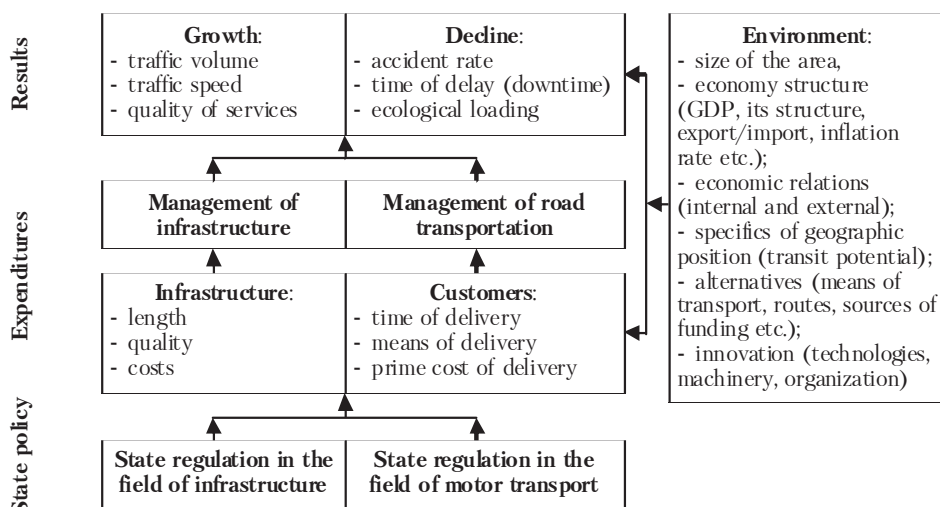 Results
Growth:
- traffic volume
- traffic speed
- quality of services
Decline:
- accident rate
- time of delay (downtime)
- ecological loading
Expenditures
Management of
infrastructure
Management of road
transportation
Infrastructure:
- length
- quality
- costs
Customers:
- time of delivery
- means of delivery
- prime cost of delivery
State policy
State regulation in the
field of infrastructure
State regulation in the
field of motor transport
Environment:
- size of the area,
- economy structure
(GDP, its structure,
export/import, inflation
rate etc.);
- economic relations
(internal and external);
- specifics of geographic
position (transit potential);
- alternatives (means of
transport, routes, sources of
funding etc.);
- innovation (technologies,
machinery, organization)